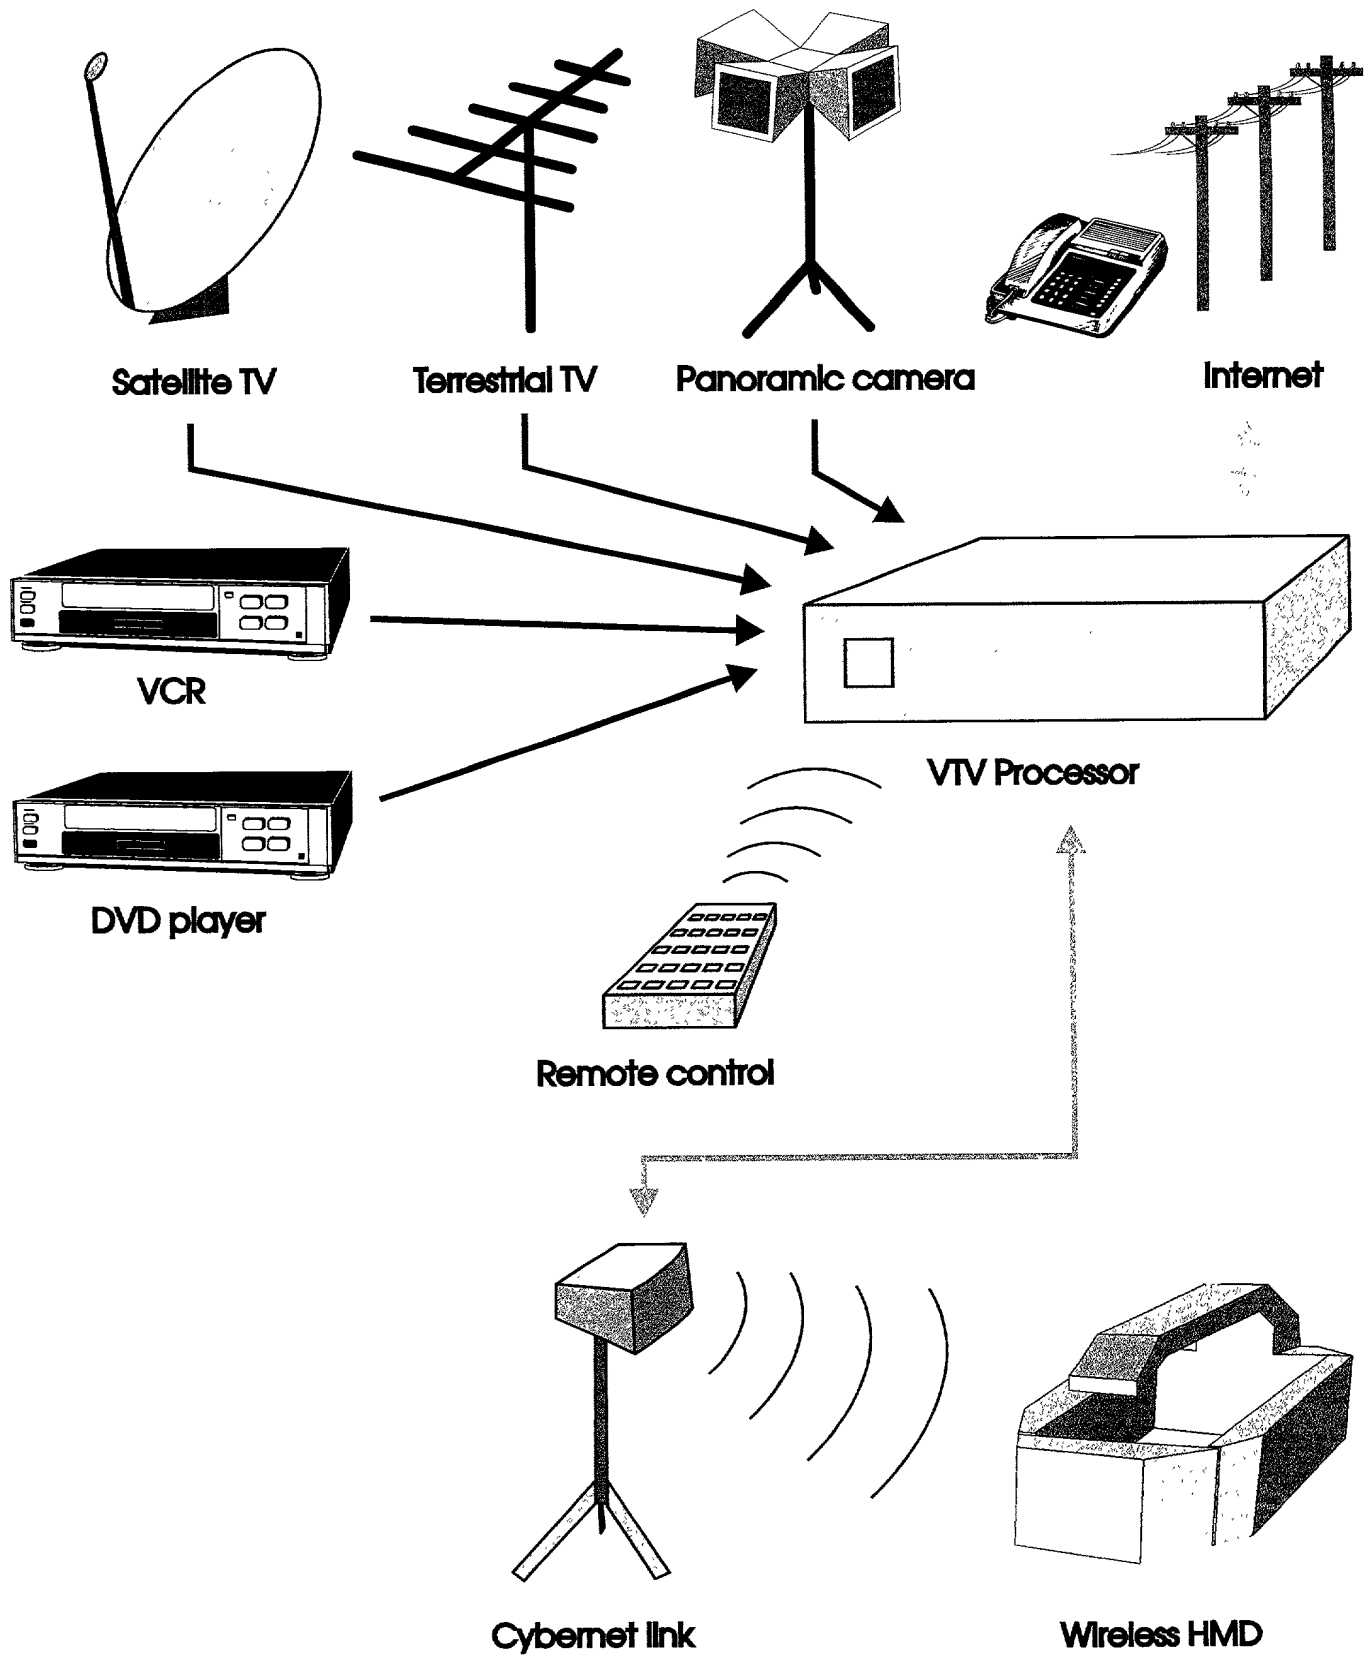 Satellite TV
Terrestrial TV
Panoramic camera
Internet
VCR
VTV Processor
DVD player
Remote control
Cybernet link
Wireless HMD